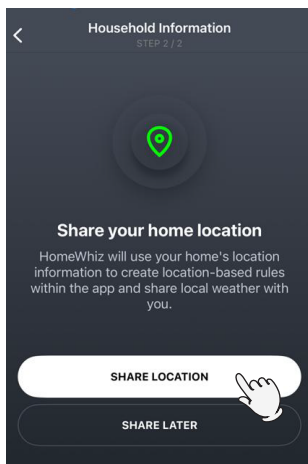 Household Information
STEP 2 / 2
Share your home location
HomeWhiz will use your home's location
information to create location-based rules
within the app and share local weather with
you.
SHARE LOCATION
SHARE LATER